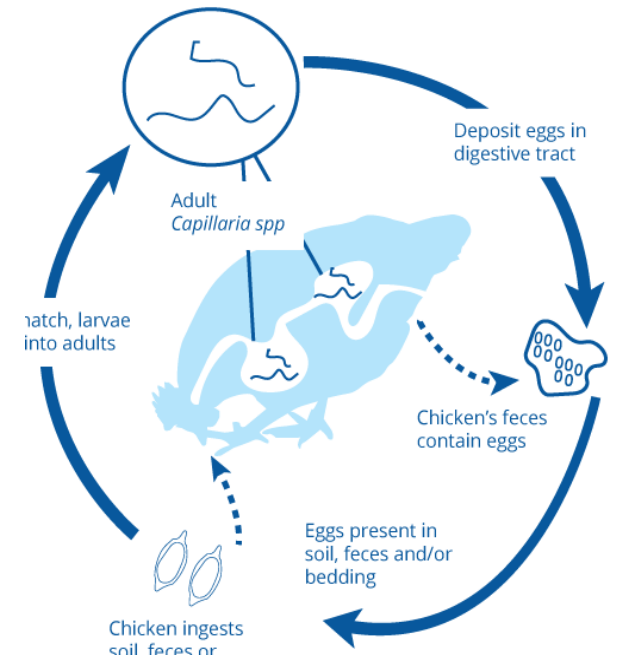 Deposit eggs in
digestive tract
Adult
Capillaria spp
larvae
into adults
Chicken's feces
contain eggs
Eggs present in
soil, feces and/or
bedding
Chicken ingests
soil, feces or